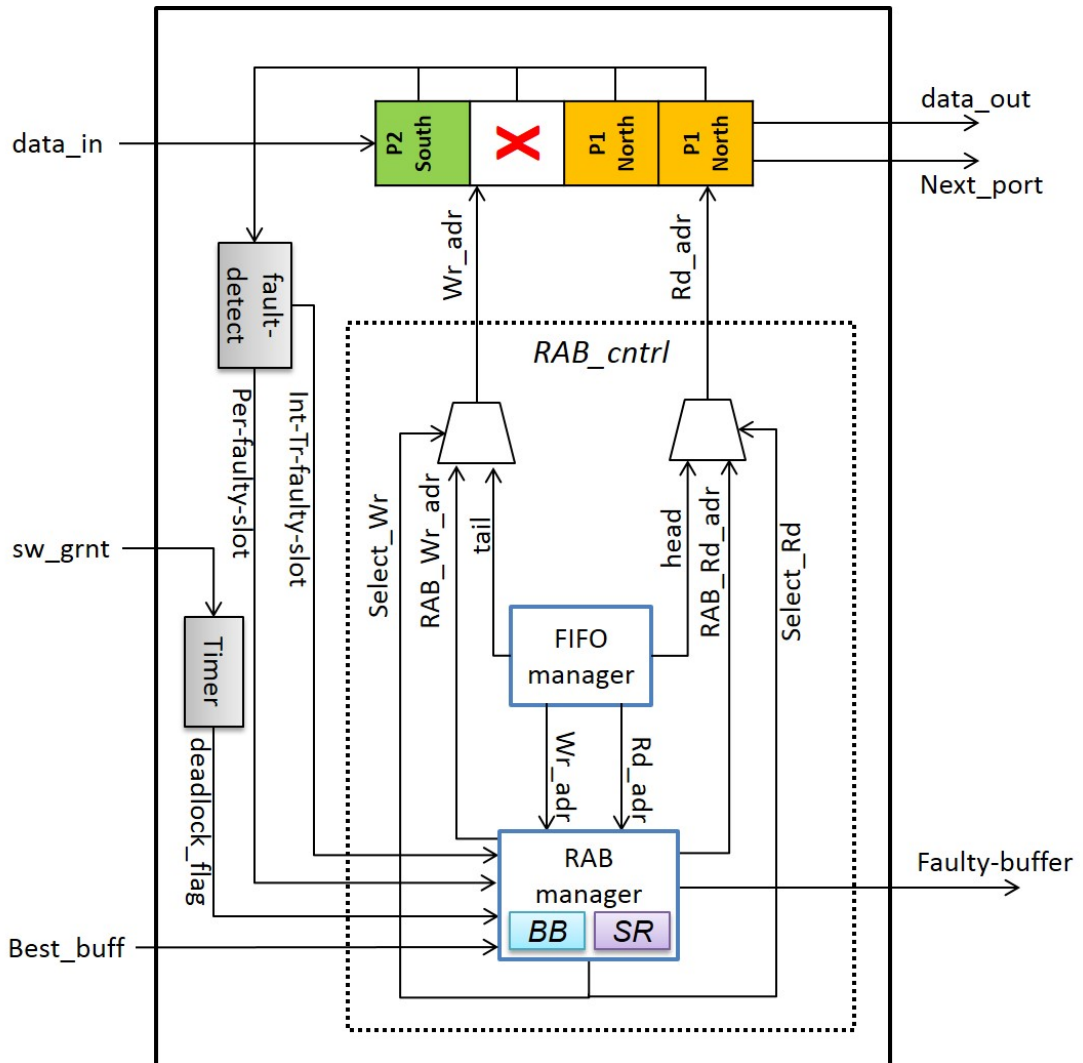 data_in
P2
South
X
P1
North
P1
North
data_out
Next_port
Wr_adr
Rd_adr
fault-
detect
RAB_cntrl
Per-faulty-slot
Int-Tr-faulty-slot
sw_grnt
Timer
deadlock_flag
Select_Wr
RAB_Wr_adr
tail
head
RAB_Rd_adr
Select_Rd
FIFO
manager
Wr_adr
Rd_adr
RAB
manager
BB
SR
Faulty-buffer
Best_buff